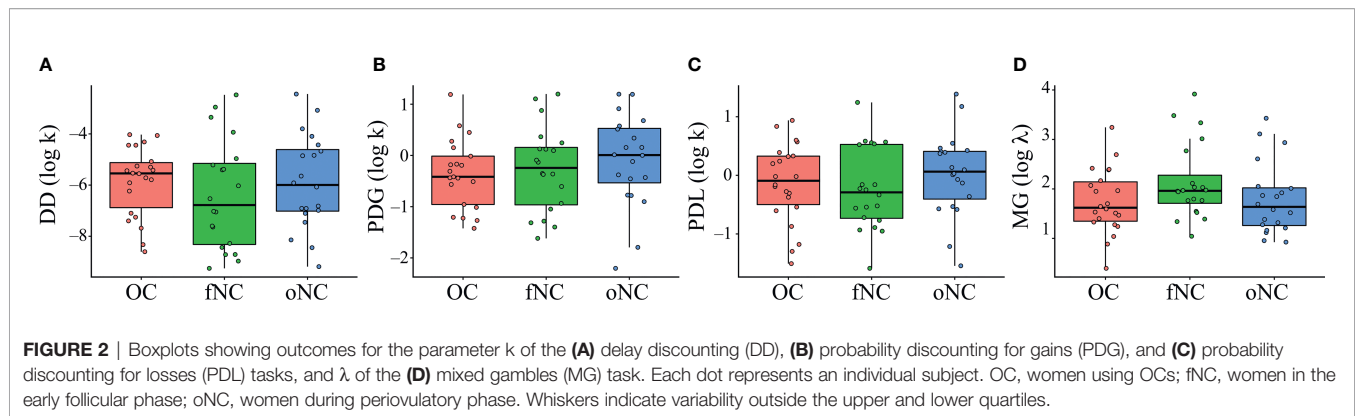 A
DD (log k)
−4
−6
−8
OC fNC oNC
B
PDG (log k)
1
0
−1
−2
OC fNC oNC
C
PDL (log k)
1
0
−1
OC fNC oNC
D
MG (log λ)
4
3
2
1
OC fNC oNC
FIGURE 2 | Boxplots showing outcomes for the parameter k of the (A) delay discounting (DD), (B) probability discounting for gains (PDG), and (C) probability
discounting for losses (PDL) tasks, and λ of the (D) mixed gambles (MG) task. Each dot represents an individual subject. OC, women using OCs; fNC, women in the
early follicular phase; oNC, women during periovulatory phase. Whiskers indicate variability outside the upper and lower quartiles.